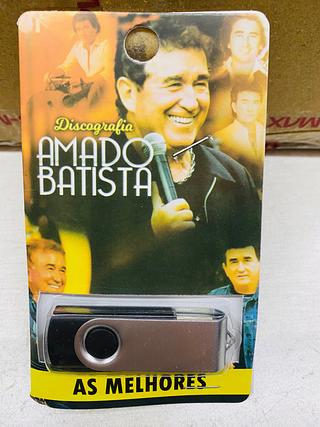 Discografia
AMADO
BATISTA
AS MELHORES